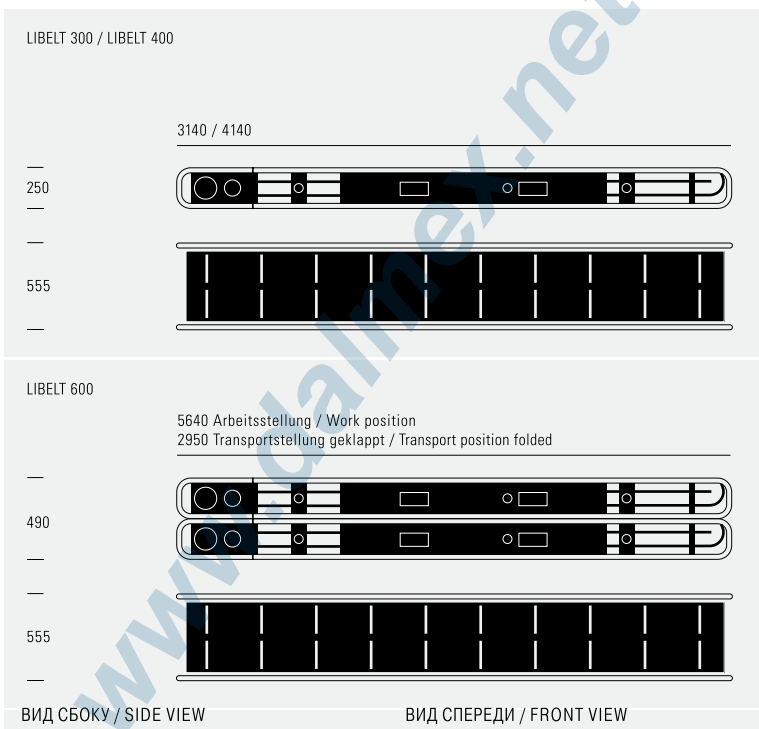 LIBELT 300 / LIBELT 400
3140 / 4140
250
555
LIBELT 600
5640 Arbeitsstellung / Work position
2950 Transportstellung geklappt / Transport position folded
490
555
ВИД СБОКУ / SIDE VIEW
ВИД СПЕРЕДИ / FRONT VIEW
www.dalmex.net